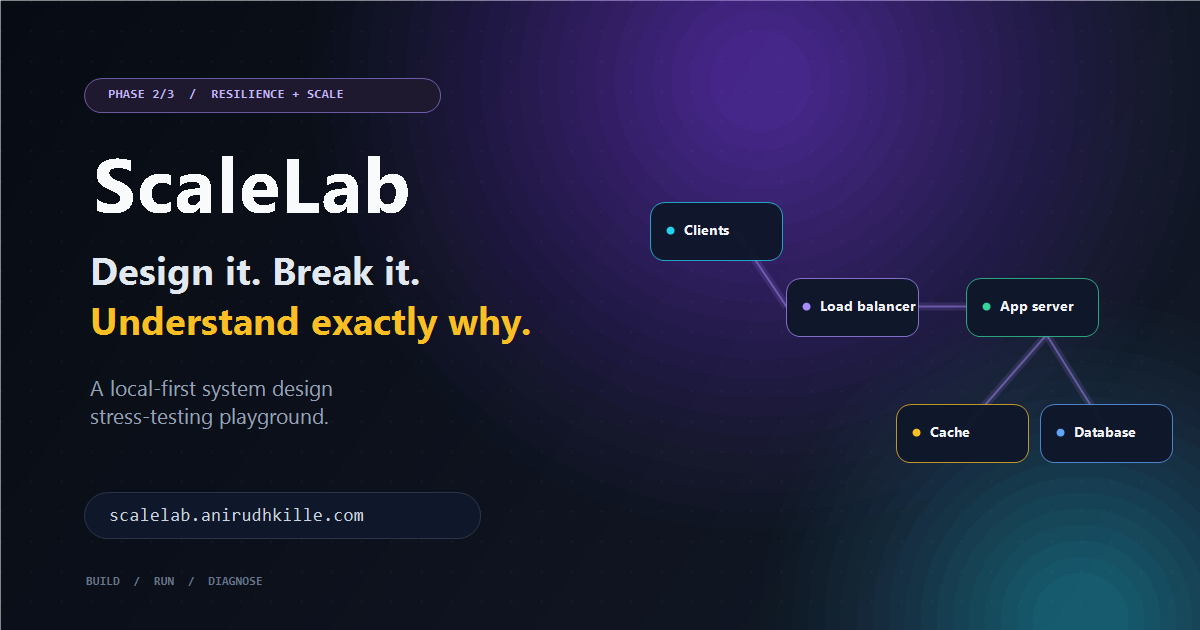 PHASE 2/3 / RESILIENCE + SCALE
ScaleLab
Design it. Break it.
Understand exactly why.
A local-first system design
stress-testing playground.
scalelab.anirudhkille.com
BUILD / RUN / DIAGNOSE
Clients
Load balancer
App server
Cache
Database